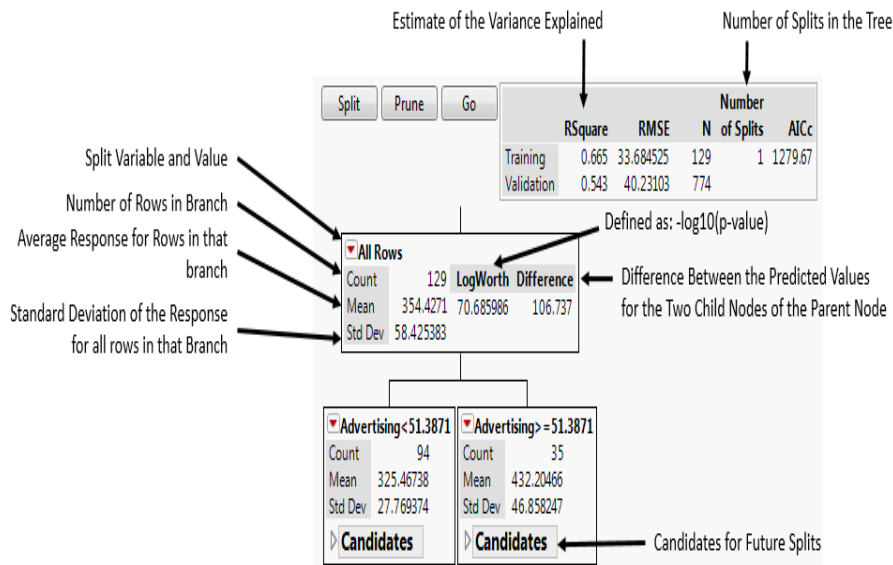 Estimate of the Variance Explained
Number of Splits in the Tree
Split Prune Go
Number
RSquare RMSE N of Splits AICc
Training 0.665 33.684525 129 1 1279.67
Validation 0.543 40.23103 774
Split Variable and Value
Number of Rows in Branch
Average Response for Rows in that
branch
Standard Deviation of the Response
for all rows in that Branch
Defined as: -log10(p-value)
All Rows
Count 129 LogWorth Difference
Mean 354.4271 70.685986 106.737
Std Dev 58.425383
Difference Between the Predicted Values
for the Two Child Nodes of the Parent Node
Advertising<51.3871
Count 94
Mean 325.46738
Std Dev 27.769374
Candidates
Advertising>=51.3871
Count 35
Mean 432.20466
Std Dev 46.858247
Candidates
Candidates for Future Splits